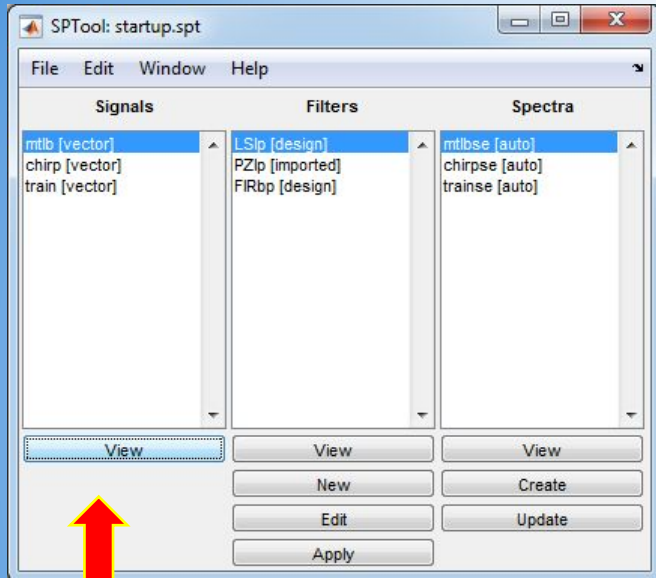 SPTool: startup.spt
File Edit Window Help
Signals
mtlb [vector]
chirp [vector]
train [vector]
View
Filters
LSlp [design]
PZlp [imported]
FIRbp [design]
View
New
Edit
Apply
Spectra
mtlbse [auto]
chirpse [auto]
trainse [auto]
View
Create
Update